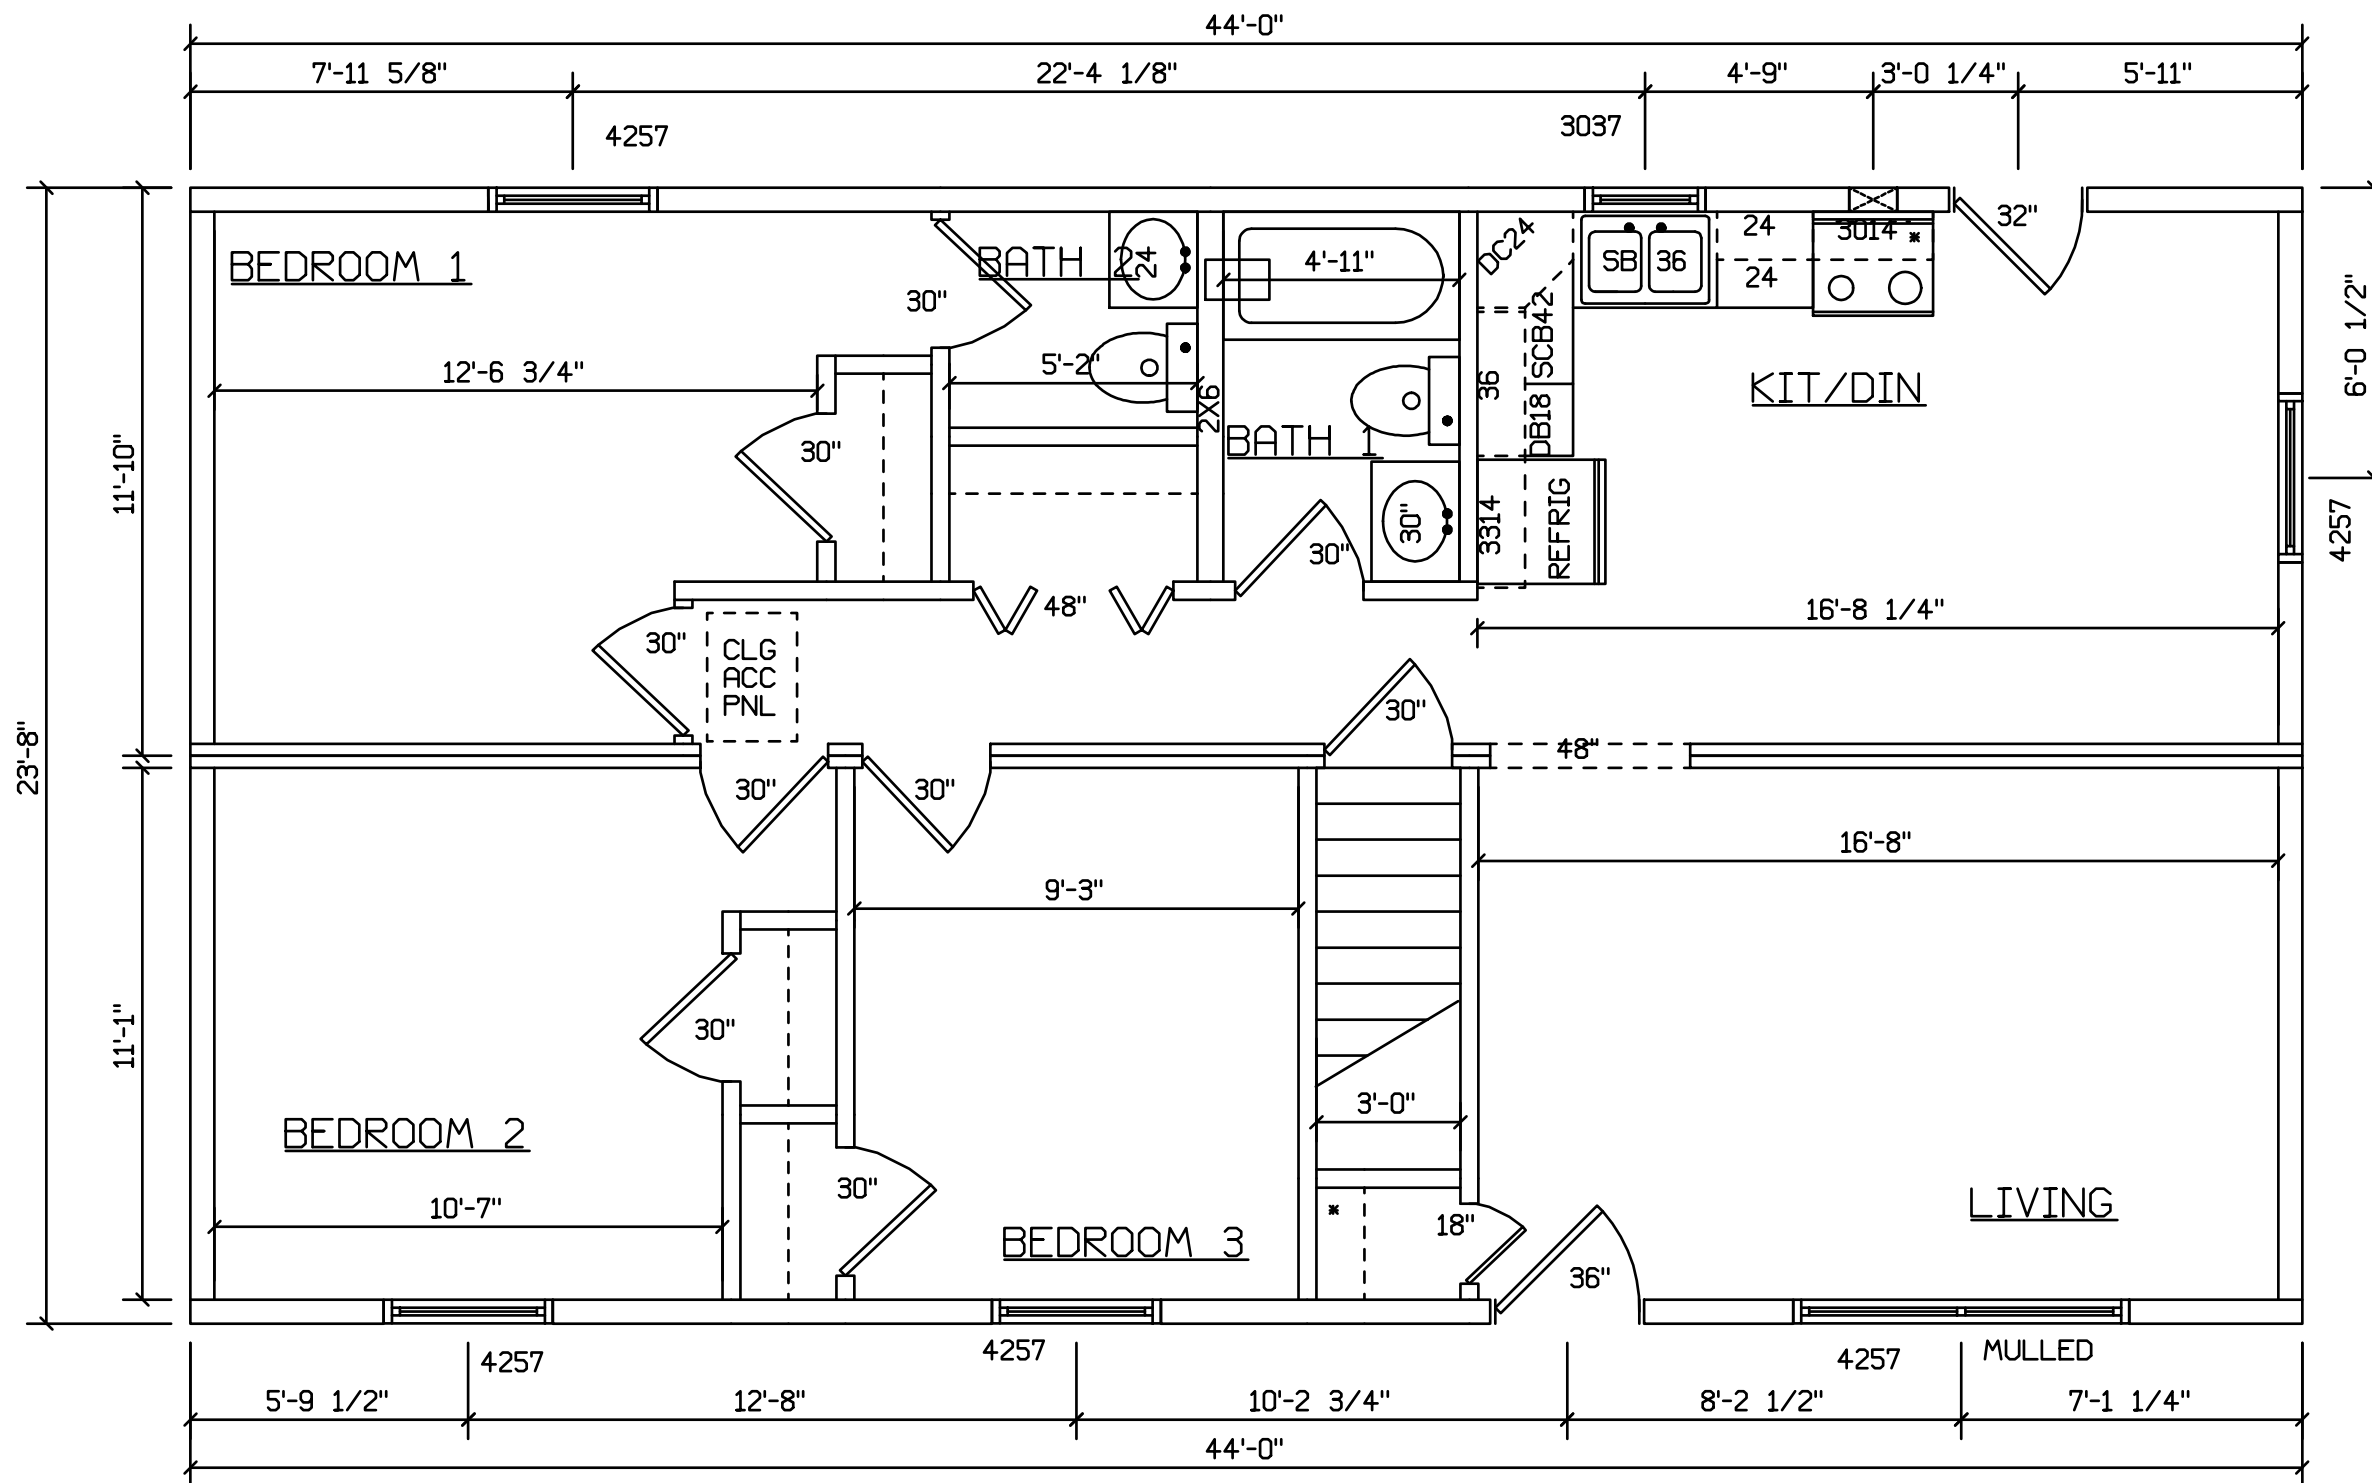 44'-0"
7'-11 5/8" 22'-4 1/8" 4'-9" 3'-0 1/4" 5'-11"
4257 3037
BEDROOM 1
30"
BATH 2
24
4'-11"
DC24
SB 36
24
24
3014 *
32"
12'-6 3/4"
5'-2"
2X6
30"
BATH 1
30"
30"
36
SCB42
DB18
3314
REFRIG
KIT/DIN
6'-0 1/2"
4257
11'-10"
23'-8"
30"
CLG
ACC
PNL
48"
16'-8 1/4"
30"
48"
30"
30"
16'-8"
9'-3"
11'-1"
30"
3'-0"
BEDROOM 2
10'-7"
30"
BEDROOM 3
*
18"
36"
LIVING
4257 4257 4257 MULLED
5'-9 1/2" 12'-8" 10'-2 3/4" 8'-2 1/2" 7'-1 1/4"
44'-0"